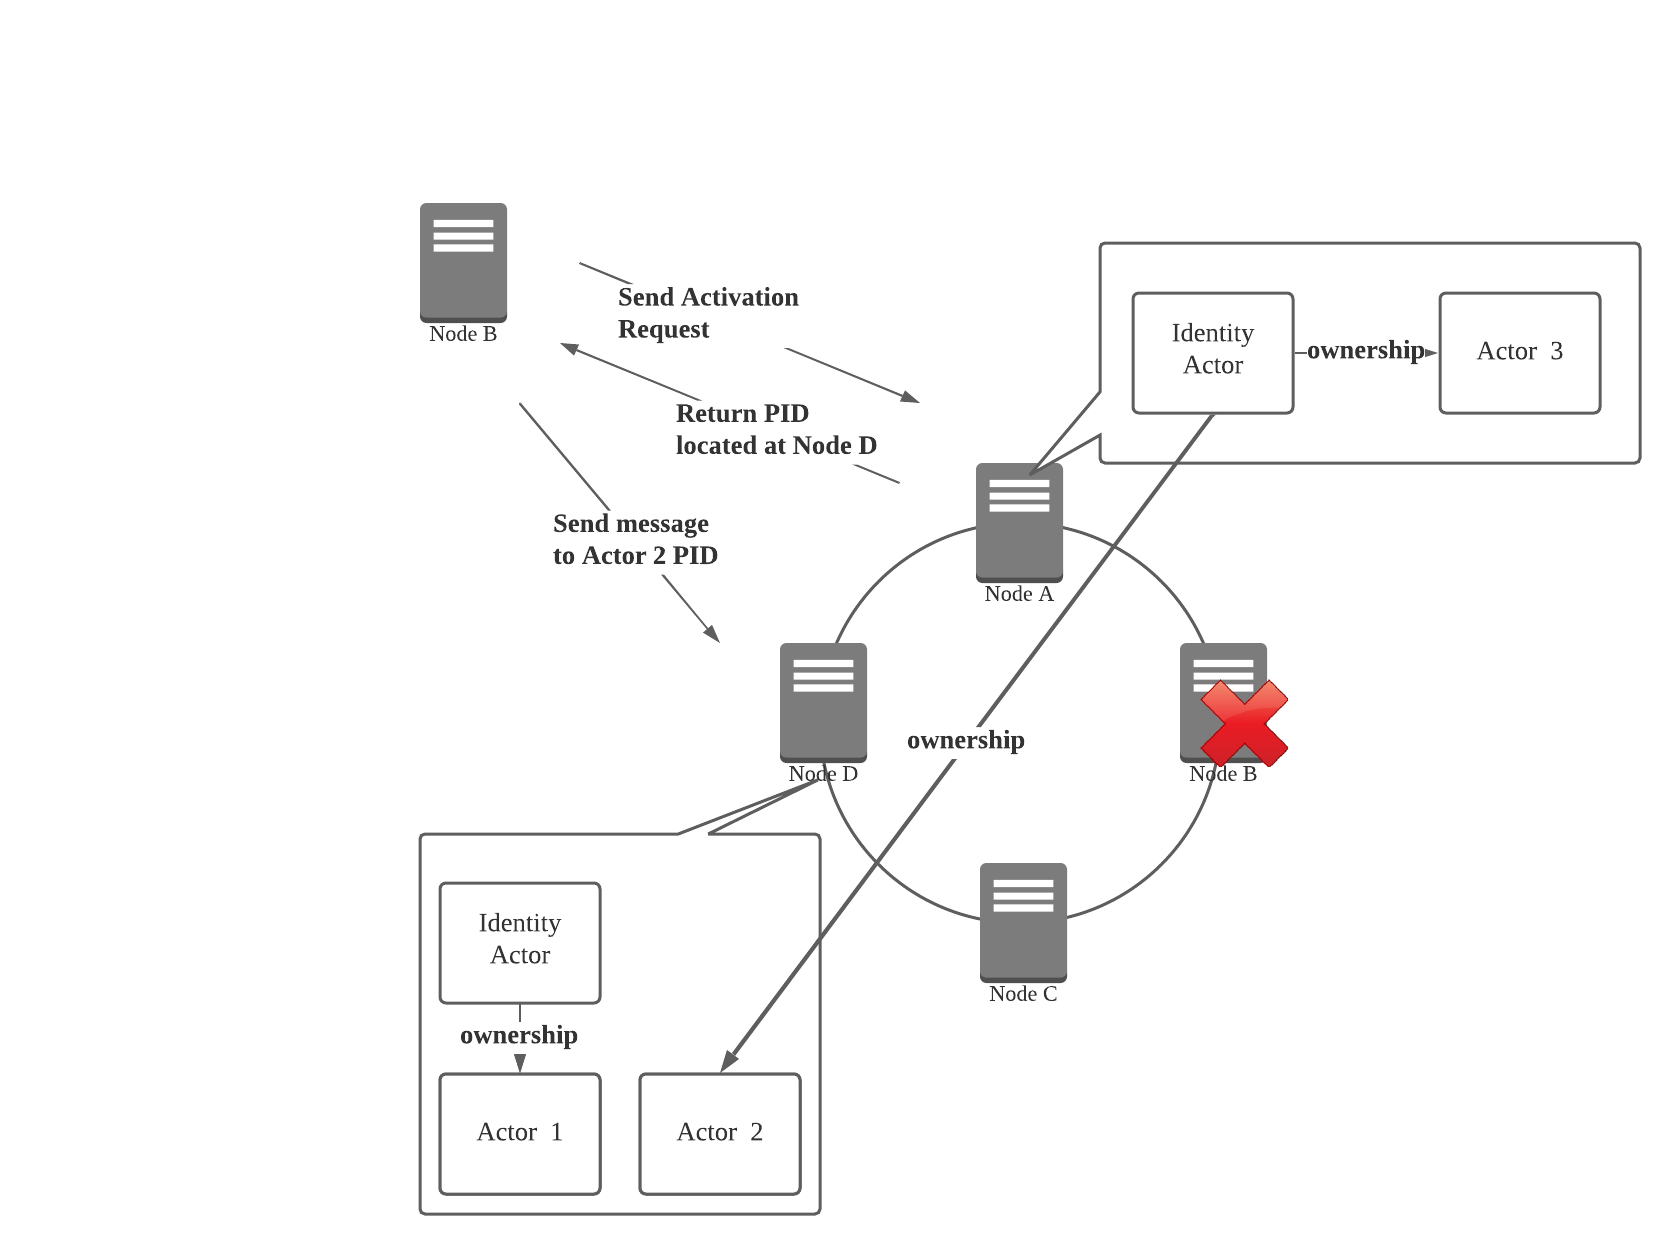 Node B
Send Activation
Request
Return PID
located at Node D
Send message
to Actor 2 PID
Identity
Actor
ownership
Actor 3
Node A
Node D
ownership
Node B
Node C
Identity
Actor
ownership
Actor 1
Actor 2